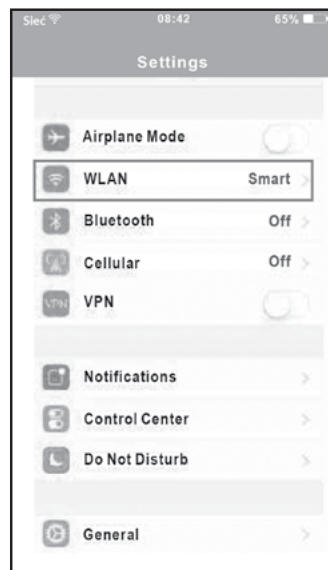 Sieć 08:42 65%
Settings
Airplane Mode
WLAN Smart
Bluetooth Off
Cellular Off
VPN VPN
Notifications
Control Center
Do Not Disturb
General